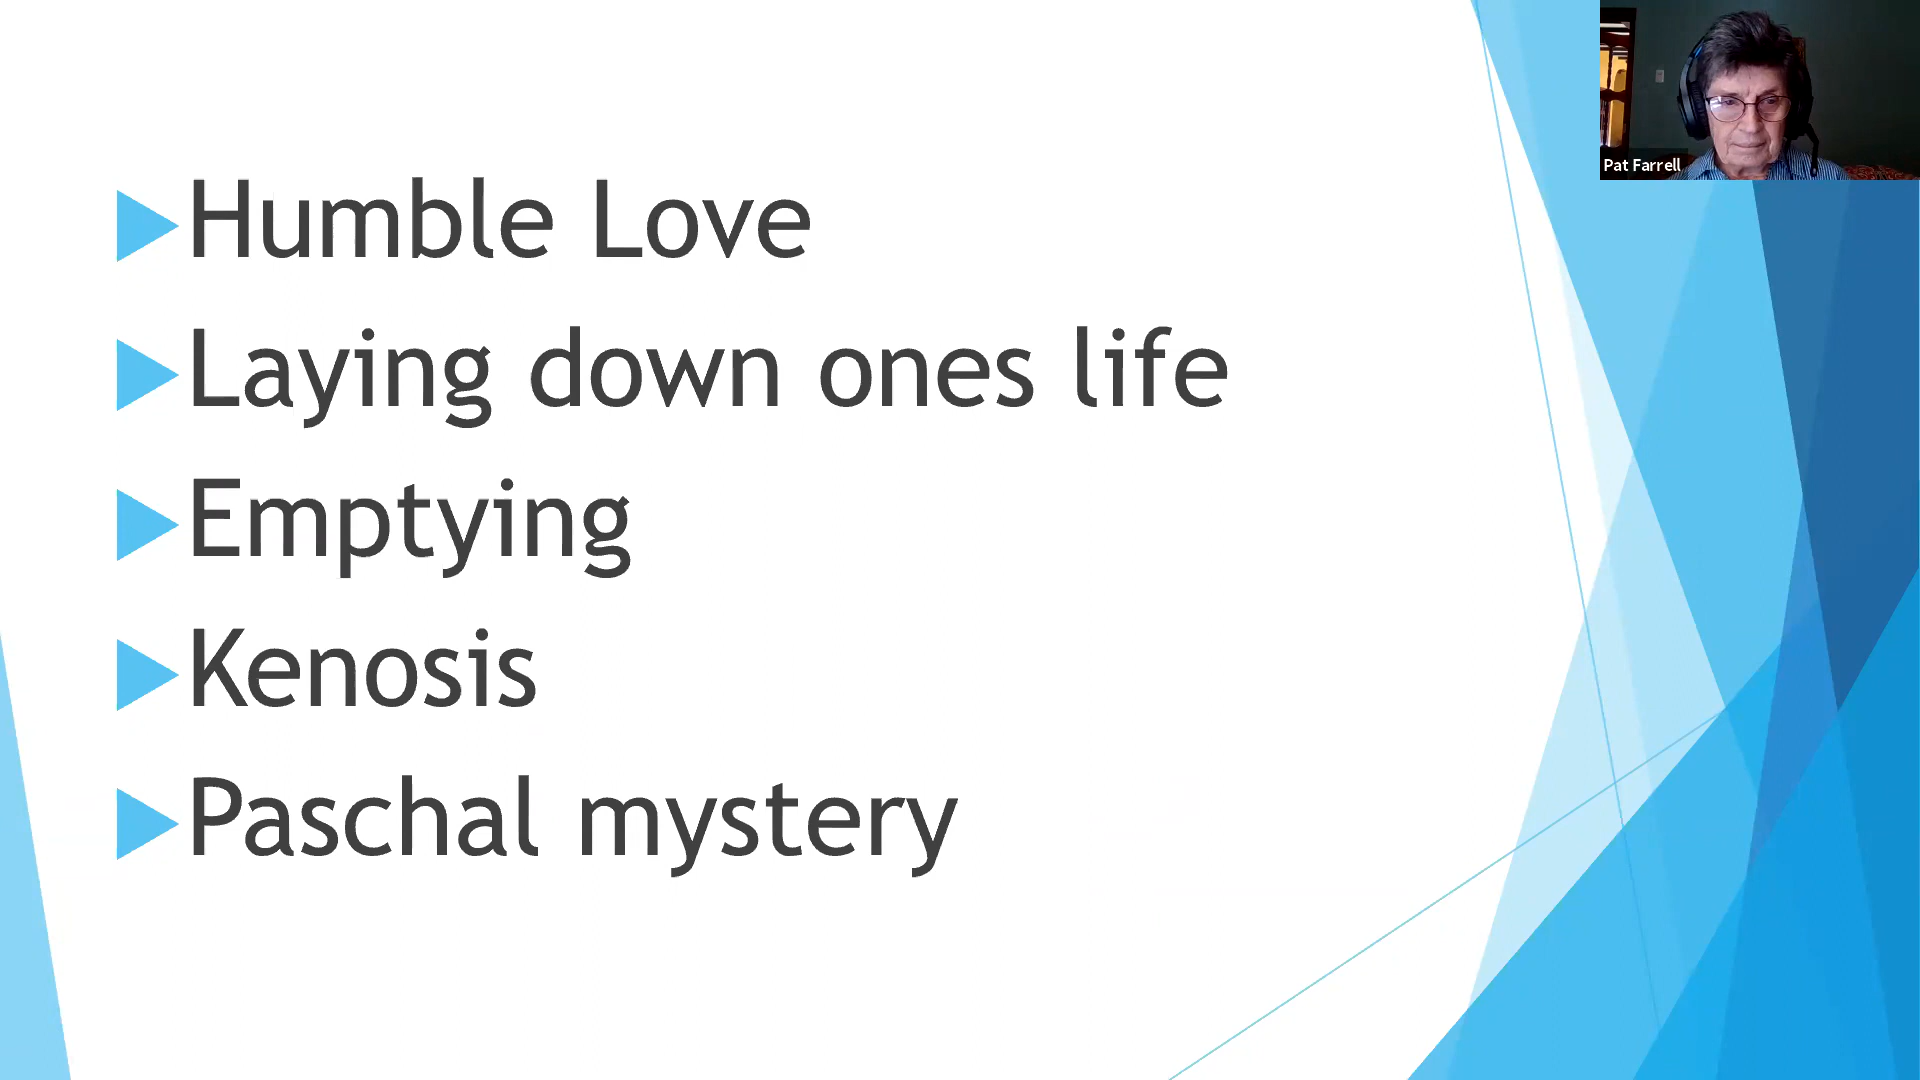 Pat Farrell
Humble Love
Laying down ones life
Emptying
Kenosis
Paschal mystery